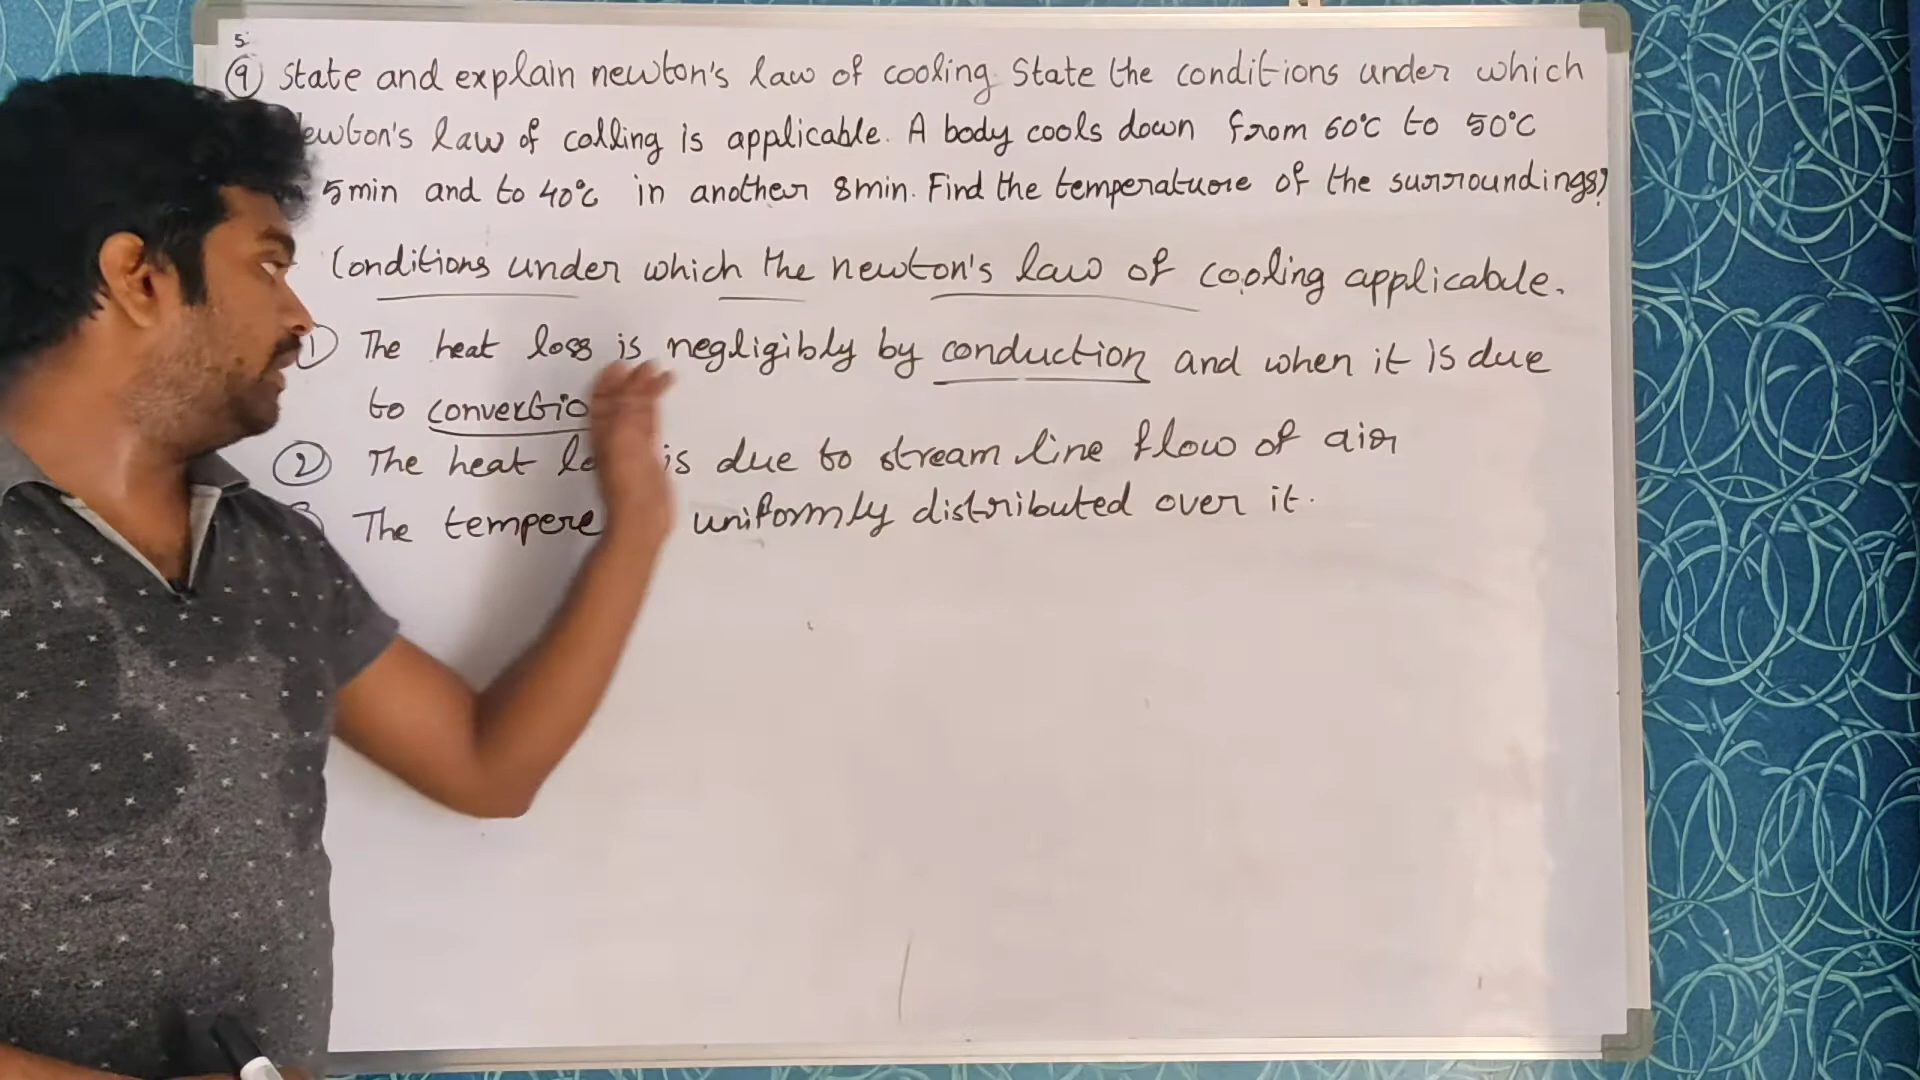 5.
9 State and explain newton's law of cooling. State the conditions under which
ewton's law of colling is applicable. A body cools down from 60°C to 50°C
5min and to 40°C in another 8min. Find the temperature of the surroundings?
Conditions under which the newton's law of cooling applicable.
1 The heat loss is negligibly by conduction and when it is due
to convectio
2 The heat lo is due to stream line flow of air
The tempere uniformly distributed over it.